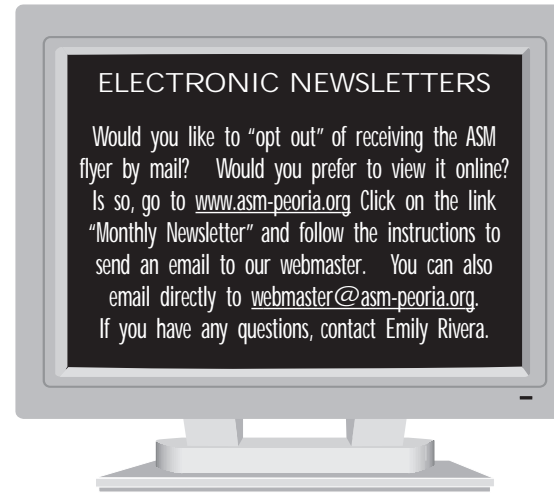 ELECTRONIC NEWSLETTERS
Would you like to “opt out” of receiving the ASM
flyer by mail? Would you prefer to view it online?
Is so, go to www.asm-peoria.org Click on the link
“Monthly Newsletter” and follow the instructions to
send an email to our webmaster. You can also
email directly to webmaster@asm-peoria.org.
If you have any questions, contact Emily Rivera.